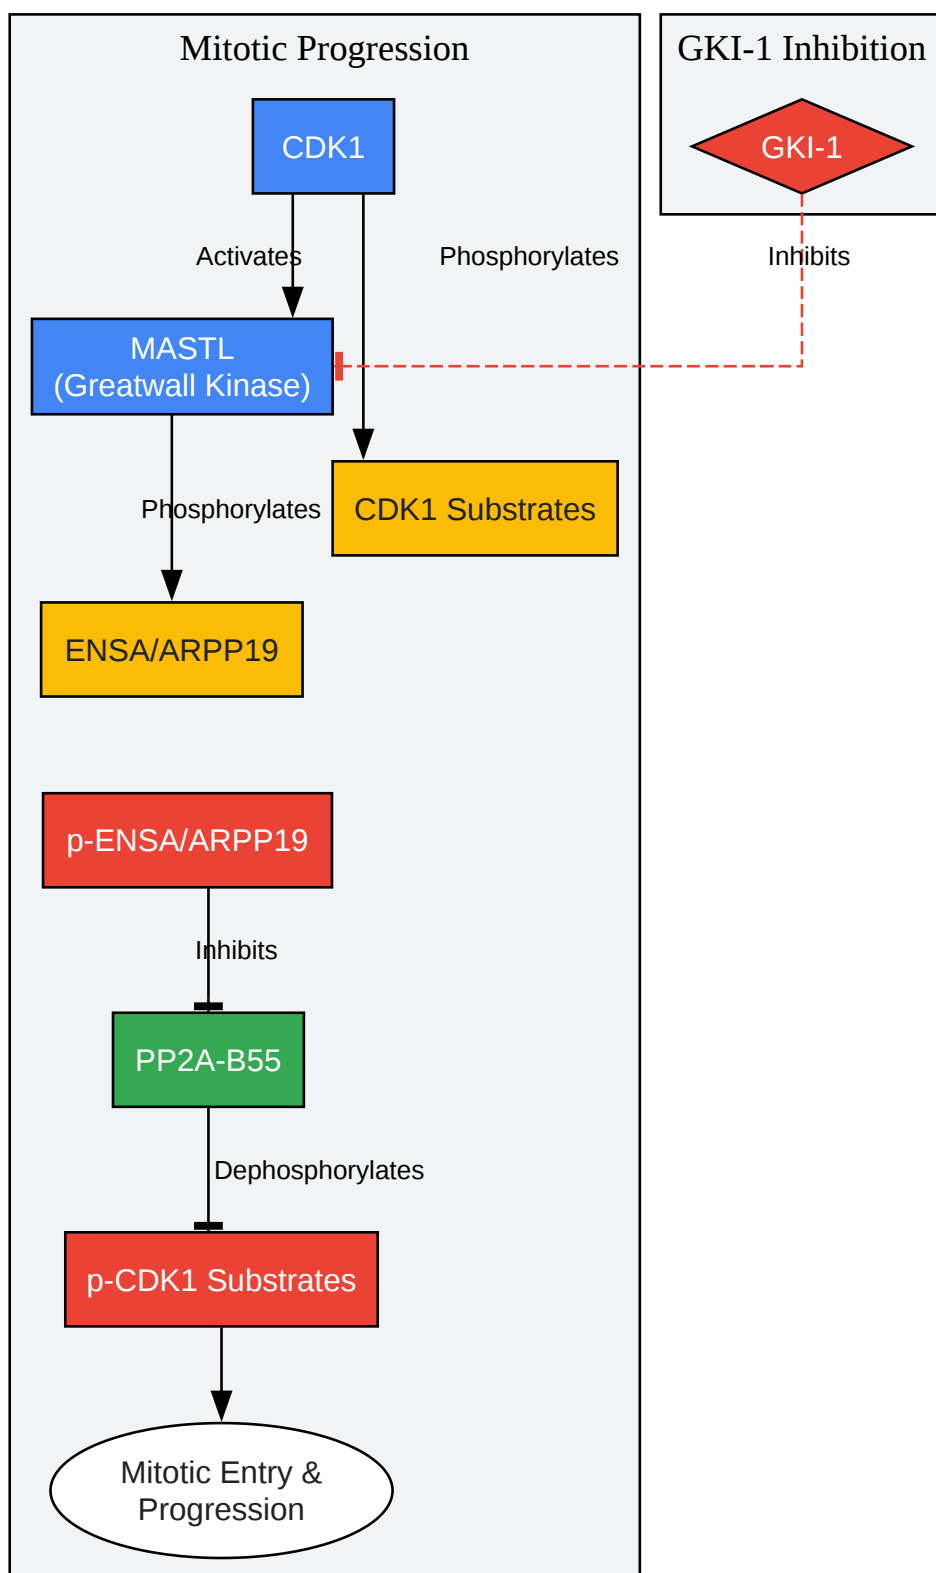 Mitotic Progression
GKI-1 Inhibition
CDK1
GKI-1
Activates
Phosphorylates
Inhibits
MASTL
(Greatwall Kinase)
Phosphorylates
CDK1 Substrates
ENSA/ARPP19
p-ENSA/ARPP19
Inhibits
PP2A-B55
Dephosphorylates
p-CDK1 Substrates
Mitotic Entry &
Progression